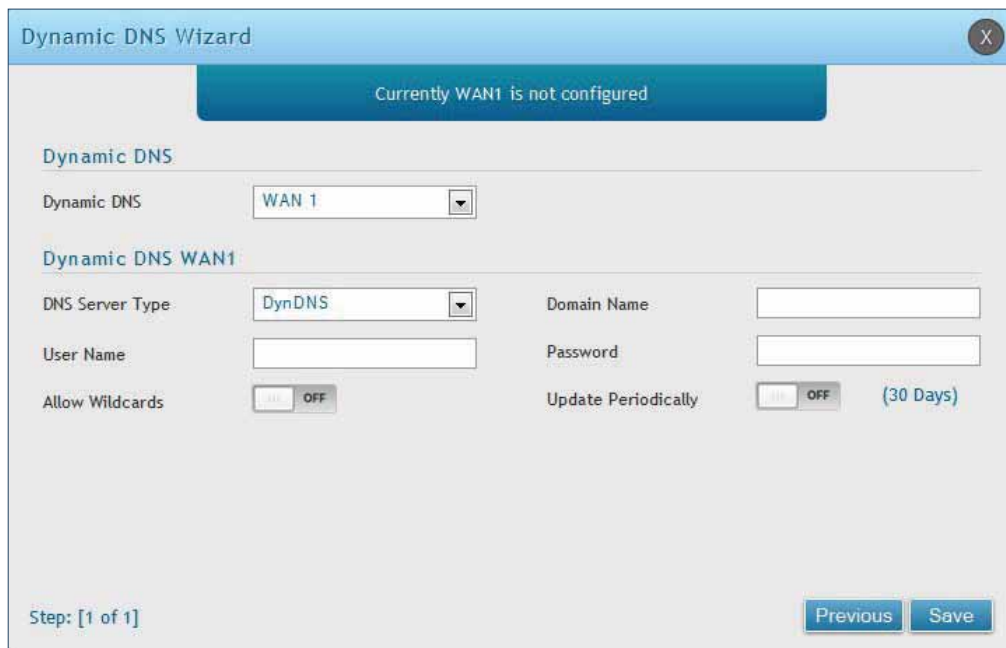 Dynamic DNS Wizard
X
Currently WAN1 is not configured
Dynamic DNS
Dynamic DNS WAN 1
Dynamic DNS WAN1
DNS Server Type DynDNS Domain Name
User Name Password
Allow Wildcards OFF Update Periodically OFF (30 Days)
Step: [1 of 1] Previous Save